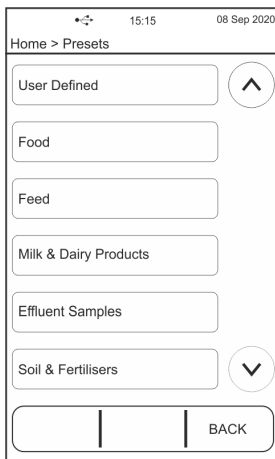 15:15 08 Sep 2020
Home > Presets
User Defined
Food
Feed
Milk & Dairy Products
Effluent Samples
Soil & Fertilisers
BACK